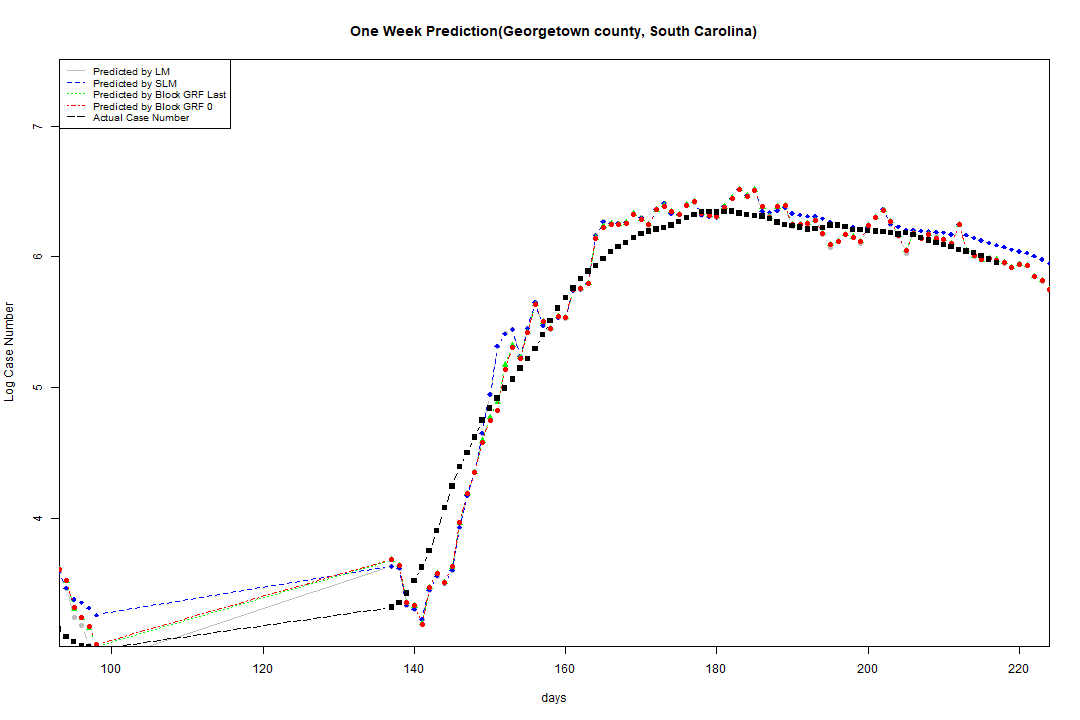 One Week Prediction(Georgetown county, South Carolina)
Predicted by LM
Predicted by SLM
Predicted by Block GRF Last
Predicted by Block GRF 0
Actual Case Number
Log Case Number
7
6
5
4
100 120 140 160 180 200 220
days